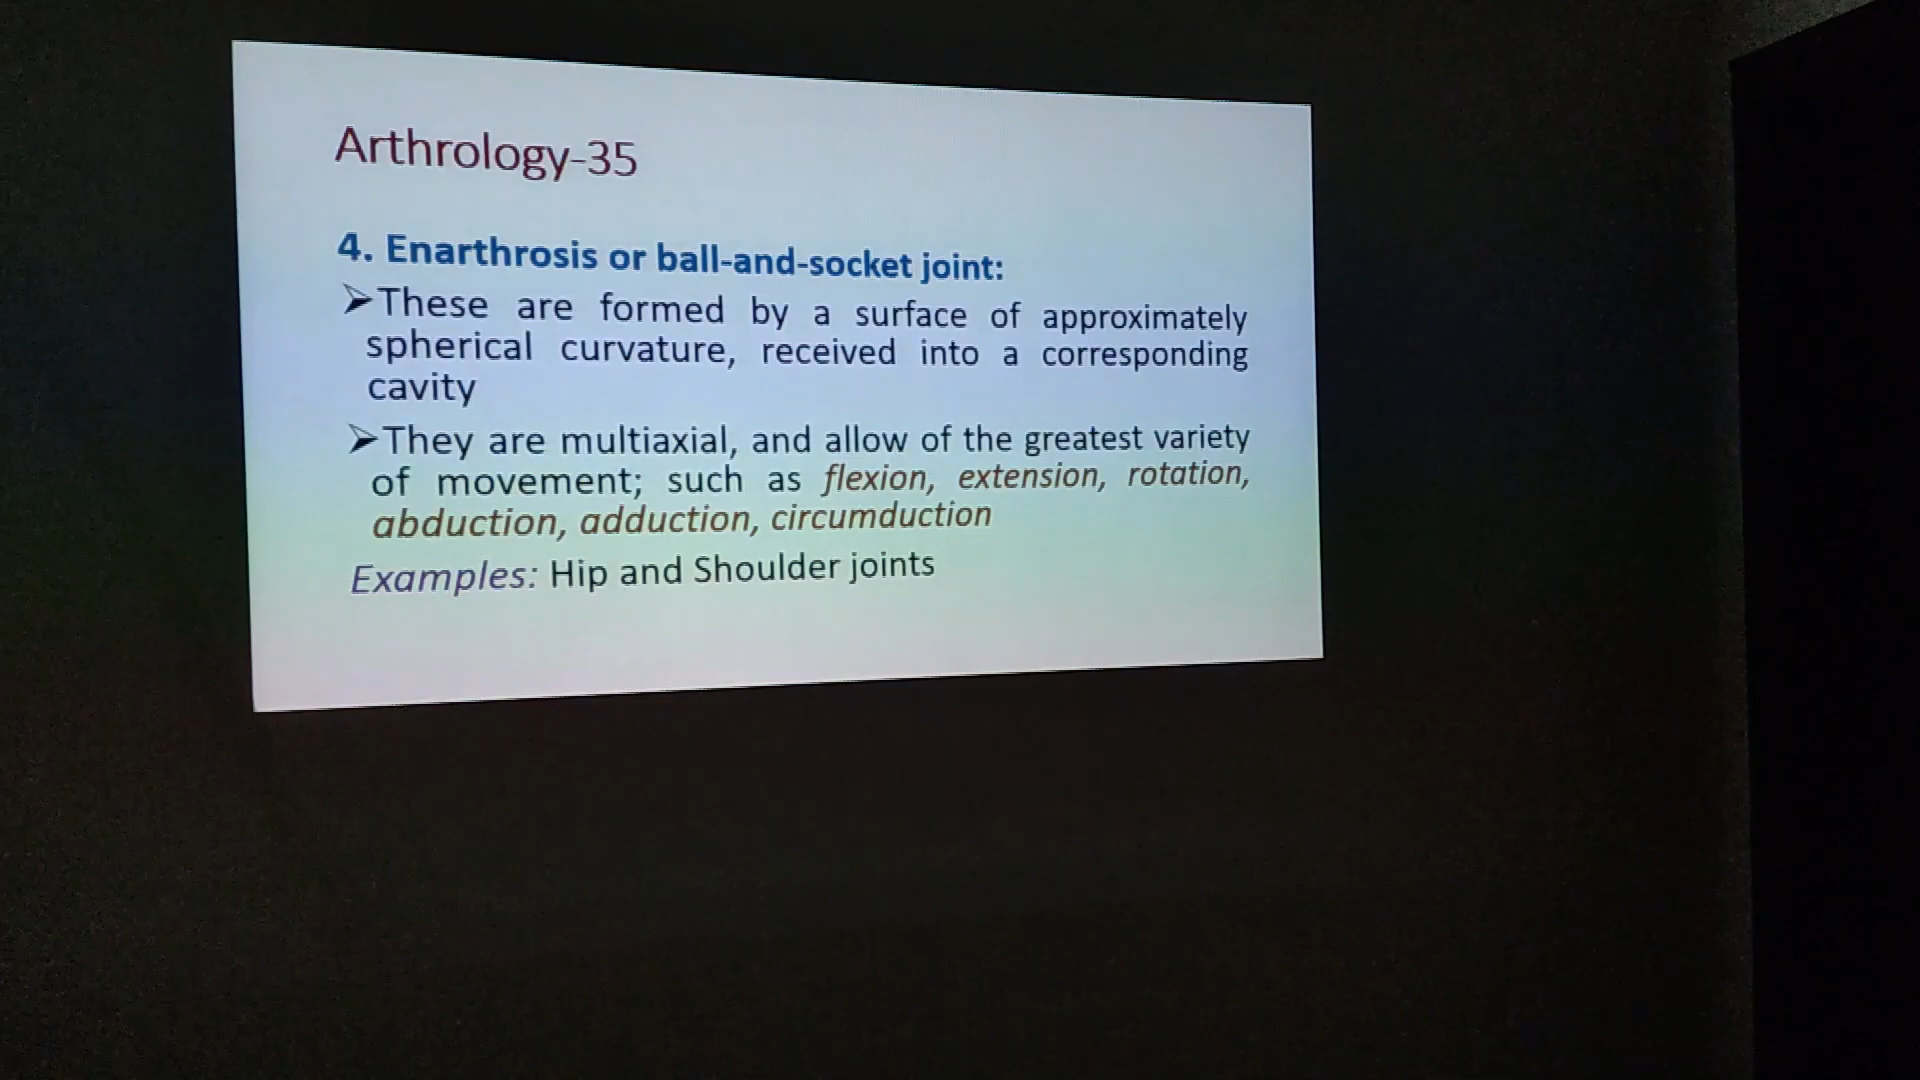 Arthrology-35
4. Enarthrosis or ball-and-socket joint:
➢These are formed by a surface of approximately
spherical curvature, received into a corresponding
cavity
➢They are multiaxial, and allow of the greatest variety
of movement; such as flexion, extension, rotation,
abduction, adduction, circumduction
Examples: Hip and Shoulder joints